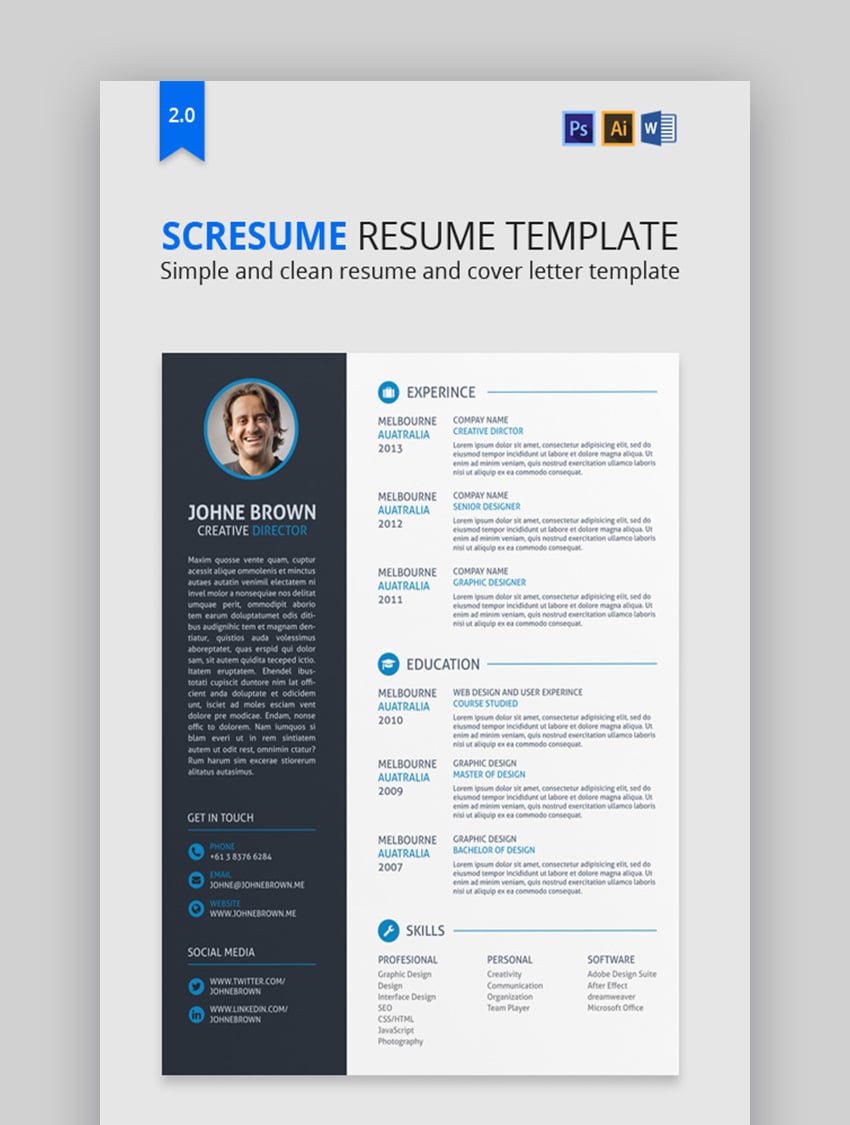 2.0
Ps Ai W
SCRESUME RESUME TEMPLATE
Simple and clean resume and cover letter template
JOHNE BROWN
CREATIVE DIRECTOR
Maxim quosse vente quam, cuptur
acessit alique ommolenis et minctus
autaes autatin venimil electatem ni
invel molor a nonsequiae nos delitat
umquae perit, ommodipit aborio
tem earum doluptatumet odis diti-
bus audignihic tem et magnam den-
tiatur, quistios auda volessimus
aboreptatet, quas erspid qui dolor
sam, sit autem quidita teceped ictio.
Itatem eruptatem. Ehendel ibus-
totati cupiscit duntore nim lat offi-
cient anda doluptate et odicidem
unt, isciet ad moles esciam vent
dolore pre modicae. Endam, nonse
offic to dolorem. Nam iumquos si
blam everi ut in rem sintiatem
autem ut odit rest, omnimin ctatur?
Rum harum sim excerae stiorerum
alitatus autasimus.
GET IN TOUCH
PHONE
+61 3 8376 6284
EMAIL
JOHNE@JOHNEBROWN.ME
WEBSITE
WWW.JOHNEBROWN.ME
SOCIAL MEDIA
WWW.TWITTER.COM/
JOHNEBROWN
in
WWW.LINKEDIN.COM/
JOHNEBROWN
EXPERINCE
MELBOURNE
AUATRALIA
2013
COMPAY NAME
CREATIVE DIRCTOR
Lorem ipsum dolor sit amet, consectetur adipisicing elit, sed do
eiusmod tempor incididunt ut labore et dolore magna aliqua. Ut
enim ad minim veniam, quis nostrud exercitation ullamco laboris
nisi ut aliquip ex ea commodo consequat.
MELBOURNE
AUATRALIA
2012
COMPAY NAME
SENIOR DESIGNER
Lorem ipsum dolor sit amet, consectetur adipisicing elit, sed do
eiusmod tempor incididunt ut labore et dolore magna aliqua. Ut
enim ad minim veniam, quis nostrud exercitation ullamco laboris
nisi ut aliquip ex ea commodo consequat.
MELBOURNE
AUATRALIA
2011
COMPAY NAME
GRAPHIC DESIGNER
Lorem ipsum dolor sit amet, consectetur adipisicing elit, sed do
eiusmod tempor incididunt ut labore et dolore magna aliqua. Ut
enim ad minim veniam, quis nostrud exercitation ullamco laboris
nisi ut aliquip ex ea commodo consequat.
EDUCATION
MELBOURNE
AUATRALIA
2010
WEB DESIGN AND USER EXPERINCE
COURSE STUDIED
Lorem ipsum dolor sit amet, consectetur adipisicing elit, sed do
eiusmod tempor incididunt ut labore et dolore magna aliqua. Ut
enim ad minim veniam, quis nostrud exercitation ullamco laboris
nisi ut aliquip ex ea commodo consequat.
MELBOURNE
AUATRALIA
2009
GRAPHIC DESIGN
MASTER OF DESIGN
Lorem ipsum dolor sit amet, consectetur adipisicing elit, sed do
eiusmod tempor incididunt ut labore et dolore magna aliqua. Ut
enim ad minim veniam, quis nostrud exercitation ullamco laboris
nisi ut aliquip ex ea commodo consequat.
MELBOURNE
AUATRALIA
2007
GRAPHIC DESIGN
BACHELOR OF DESIGN
Lorem ipsum dolor sit amet, consectetur adipisicing elit, sed do
eiusmod tempor incididunt ut labore et dolore magna aliqua. Ut
enim ad minim veniam, quis nostrud exercitation ullamco laboris
nisi ut aliquip ex ea commodo consequat.
SKILLS
PROFESIONAL
Graphic Design
Design
Interface Design
SEO
CSS/HTML
JavaScript
Photography
PERSONAL
Creativity
Communication
Organization
Team Player
SOFTWARE
Adobe Design Suite
After Effect
dreamweaver
Microsoft Office